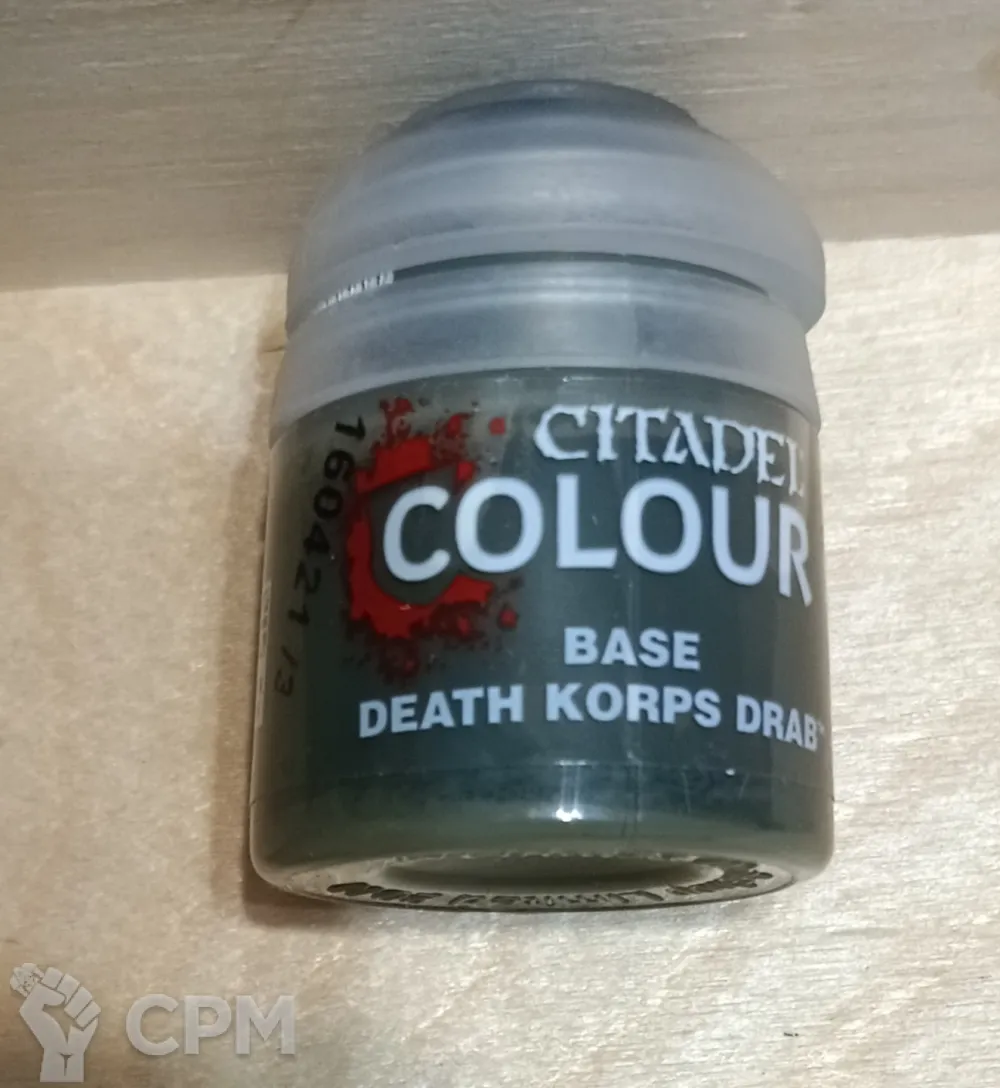 CITADEL
COLOUR
BASE
DEATH KORPS DRAB™
160421/3
CPM